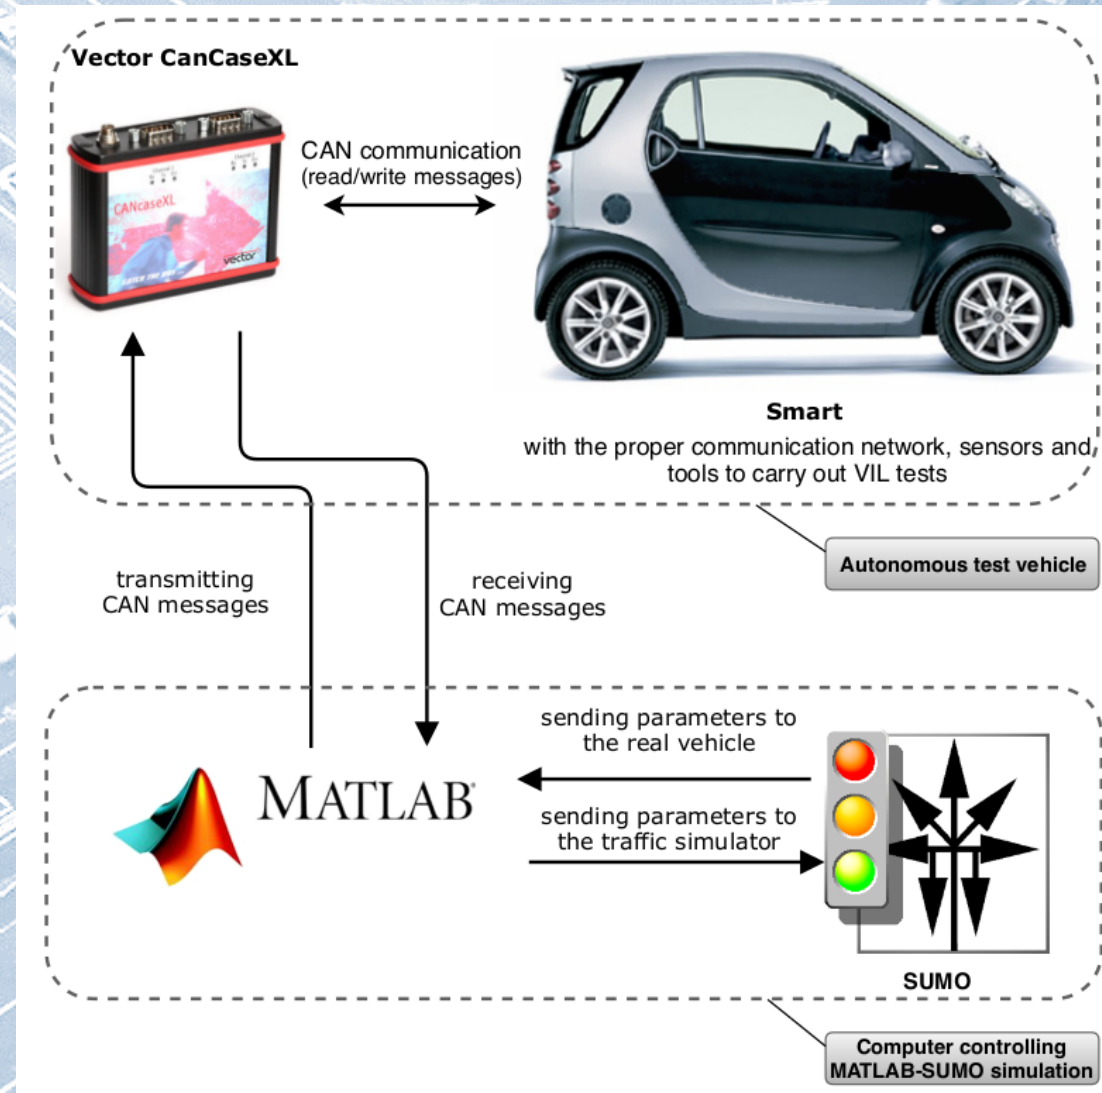 Vector CanCaseXL
CANcaseXL
vector
CAN communication
(read/write messages)
Smart
with the proper communication network, sensors and
tools to carry out VIL tests
Autonomous test vehicle
transmitting
CAN messages
receiving
CAN messages
sending parameters to
the real vehicle
MATLAB
sending parameters to
the traffic simulator
SUMO
Computer controlling
MATLAB-SUMO simulation